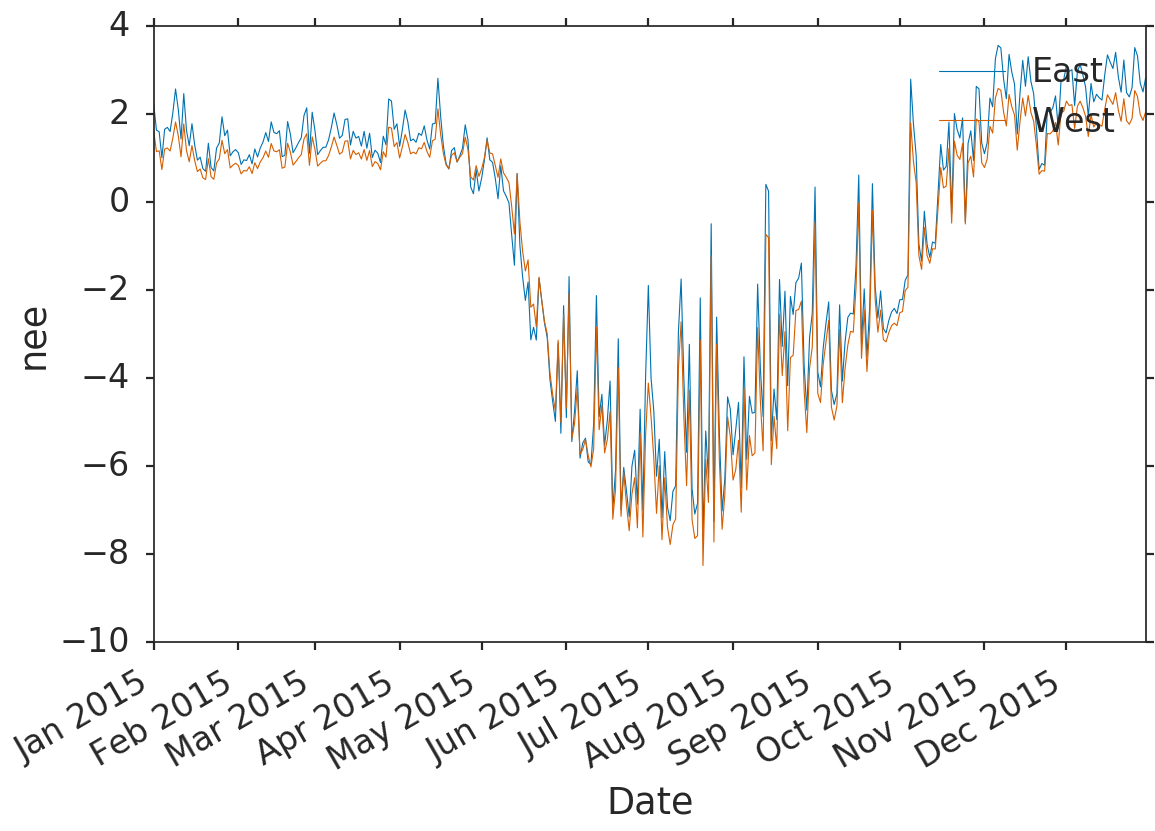 4
2
0
−2
−4
−6
−8
−10
nee
East
West
Jan 2015
Feb 2015
Mar 2015
Apr 2015
May 2015
Jun 2015
Jul 2015
Aug 2015
Sep 2015
Oct 2015
Nov 2015
Dec 2015
Date